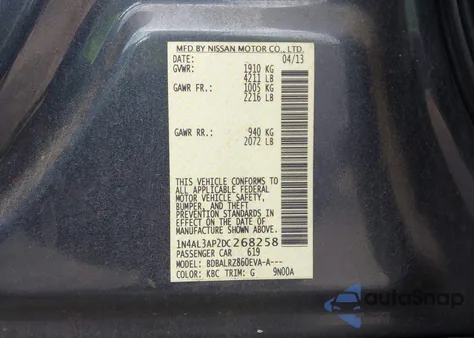 MFD BY NISSAN MOTOR CO., LTD.
DATE: 04/13
GVWR: 1910 KG
4211 LB
GAWR FR.: 1005 KG
2216 LB
GAWR RR.: 940 KG
2072 LB
THIS VEHICLE CONFORMS TO
ALL APPLICABLE FEDERAL
MOTOR VEHICLE SAFETY,
BUMPER, AND THEFT
PREVENTION STANDARDS IN
EFFECT ON THE DATE OF
MANUFACTURE SHOWN ABOVE.
1N4AL3AP2DC268258
PASSENGER CAR 619
MODEL: BDBALRZ860EVA-A---
COLOR: KBC TRIM: G 9N00A
autoSnap